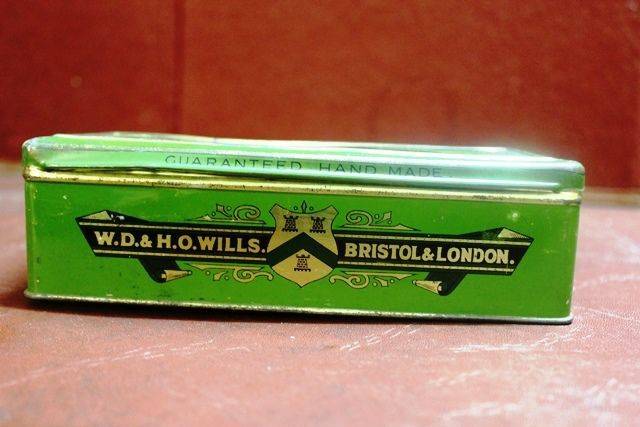 GUARANTEED HAND MADE.
W.D.& H.O.WILLS. BRISTOL & LONDON.